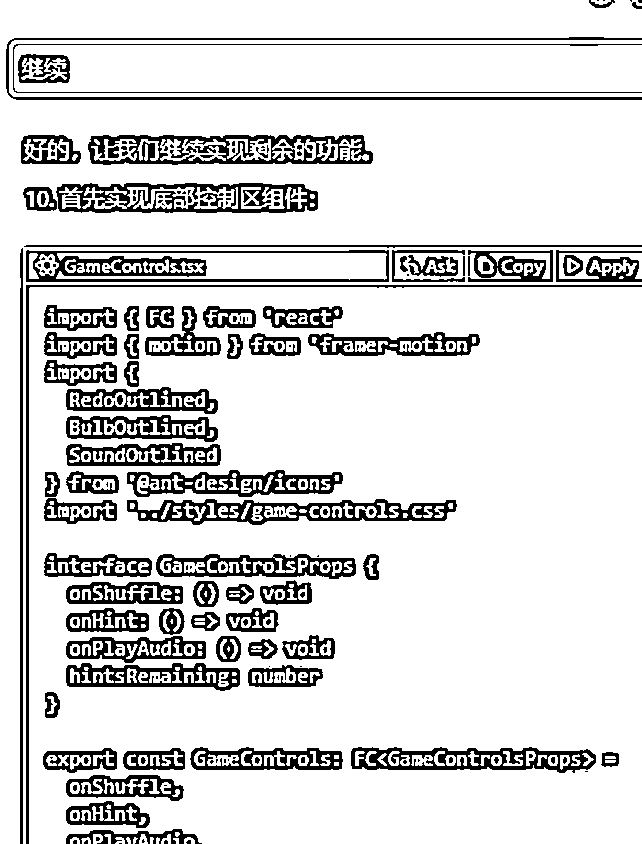 继续
好的，让我们继续实现剩余的功能。
10. 首先实现底部控制区组件：
GameControls.tsx Ask Copy Apply
import { FC } from 'react'
import { motion } from 'framer-motion'
import {
  RedoOutlined,
  BulbOutlined,
  SoundOutlined
} from '@ant-design/icons'
import '../styles/game-controls.css'
interface GameControlsProps {
  onShuffle: () => void
  onHint: () => void
  onPlayAudio: () => void
  hintsRemaining: number
}
export const GameControls: FC<GameControlsProps> =
  onShuffle,
  onHint,
  onPlayAudio,